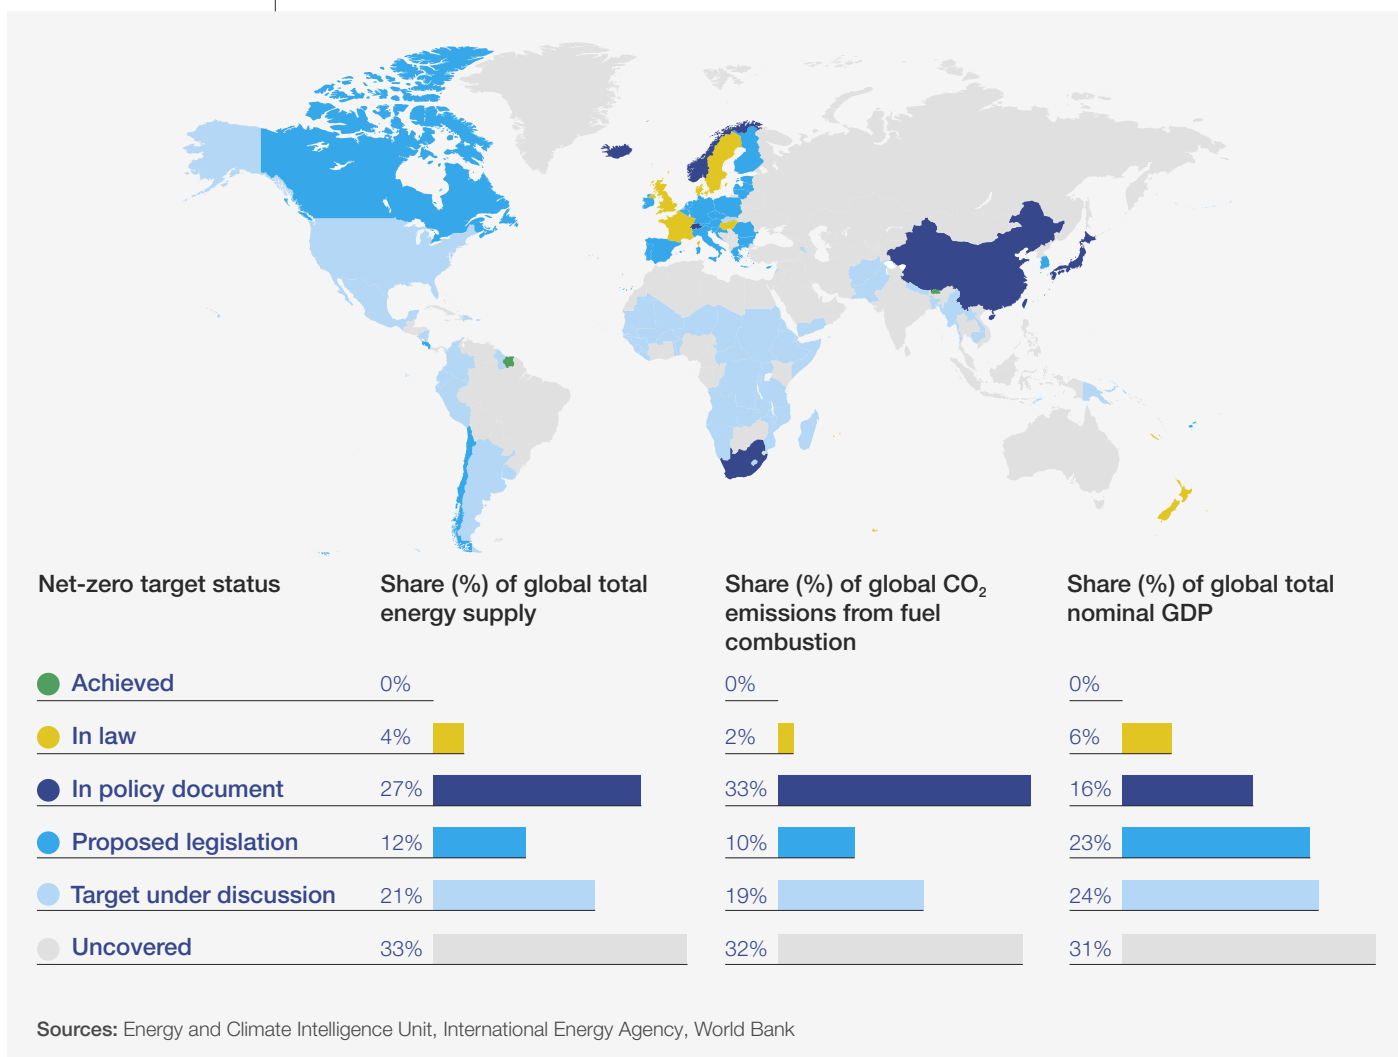 Net-zero target status
Share (%) of global total
energy supply
Share (%) of global CO₂
emissions from fuel
combustion
Share (%) of global total
nominal GDP
Achieved 0% 0% 0%
In law 4% 2% 6%
In policy document 27% 33% 16%
Proposed legislation 12% 10% 23%
Target under discussion 21% 19% 24%
Uncovered 33% 32% 31%
Sources: Energy and Climate Intelligence Unit, International Energy Agency, World Bank